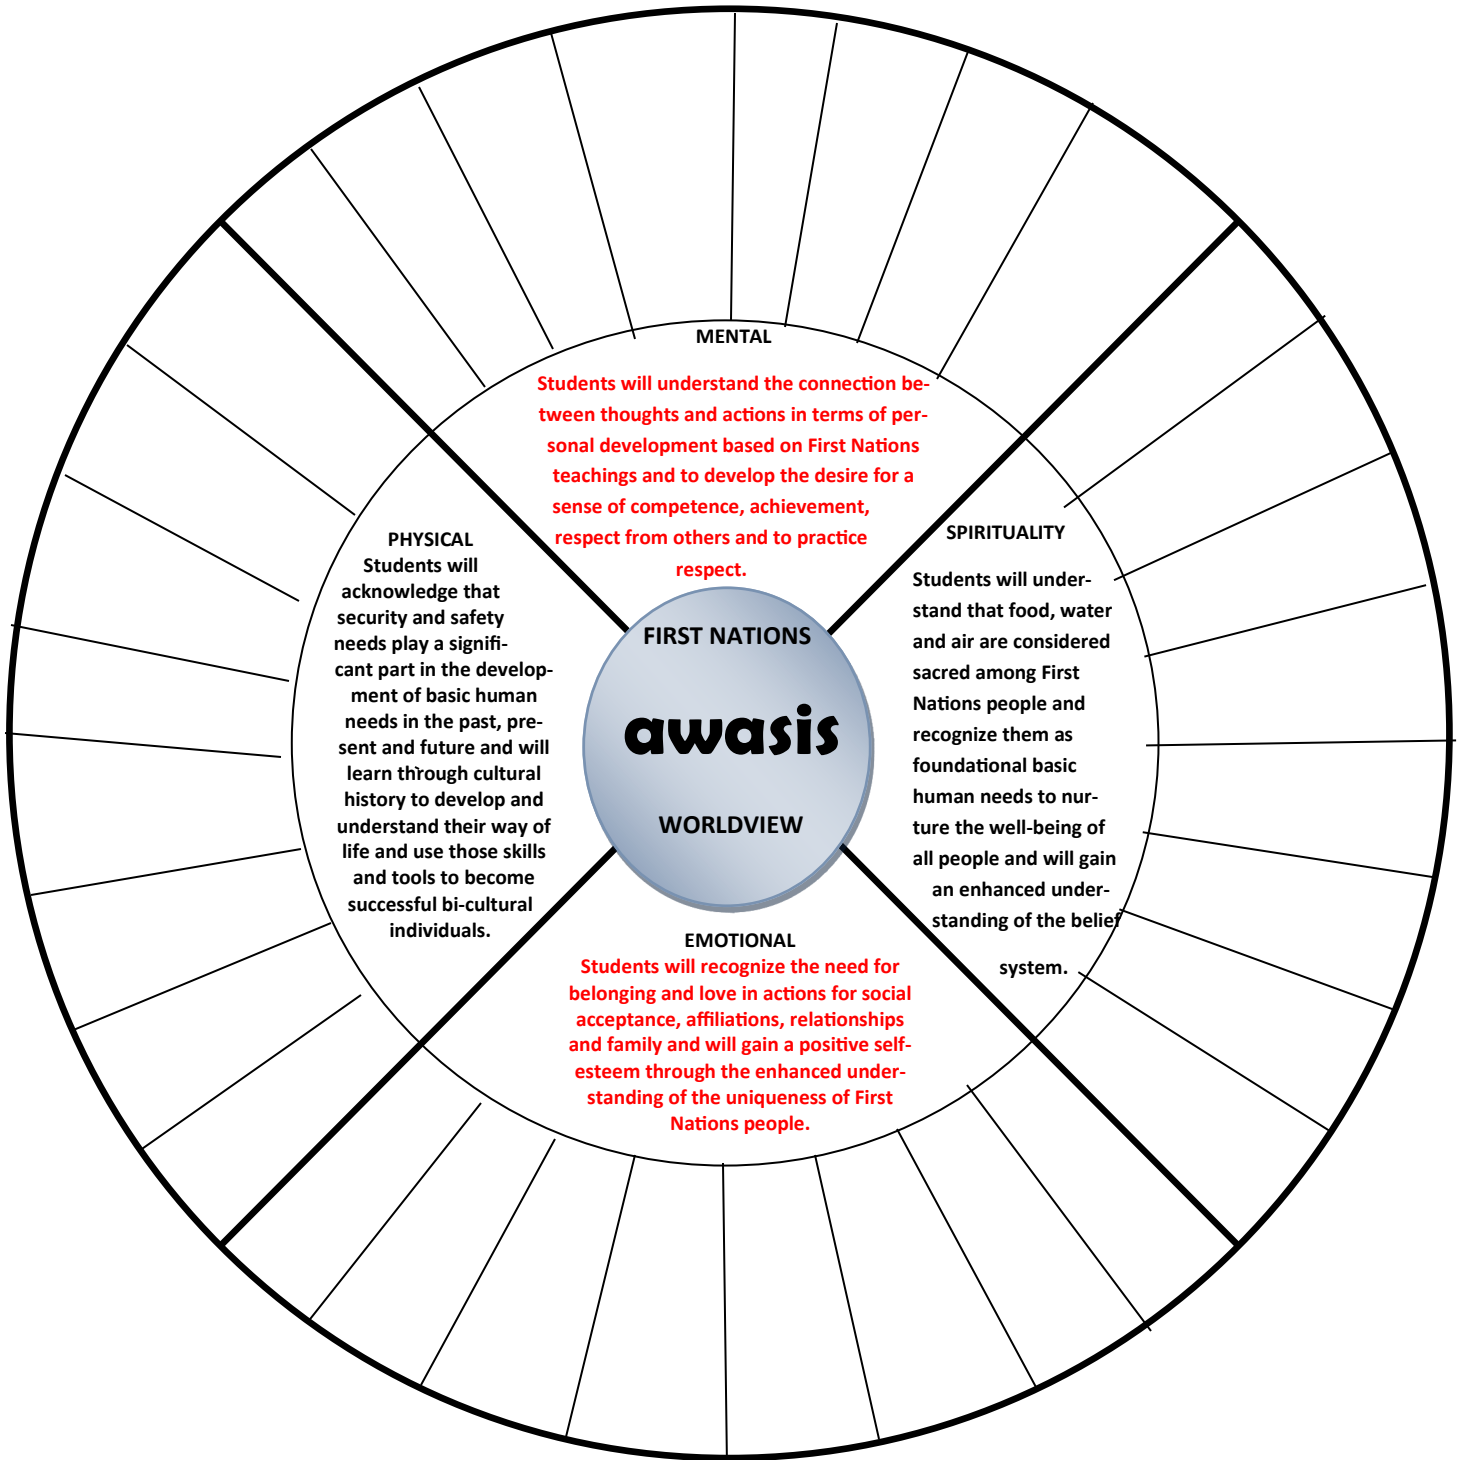 MENTAL
Students will understand the connection be-
tween thoughts and actions in terms of per-
sonal development based on First Nations
teachings and to develop the desire for a
sense of competence, achievement,
respect from others and to practice
respect.
PHYSICAL
Students will
acknowledge that
security and safety
needs play a signifi-
cant part in the develop-
ment of basic human
needs in the past, pre-
sent and future and will
learn through cultural
history to develop and
understand their way of
life and use those skills
and tools to become
successful bi-cultural
individuals.
FIRST NATIONS
awasis
WORLDVIEW
SPIRITUALITY
Students will under-
stand that food, water
and air are considered
sacred among First
Nations people and
recognize them as
foundational basic
human needs to nur-
ture the well-being of
all people and will gain
an enhanced under-
standing of the belief
system.
EMOTIONAL
Students will recognize the need for
belonging and love in actions for social
acceptance, affiliations, relationships
and family and will gain a positive self-
esteem through the enhanced under-
standing of the uniqueness of First
Nations people.